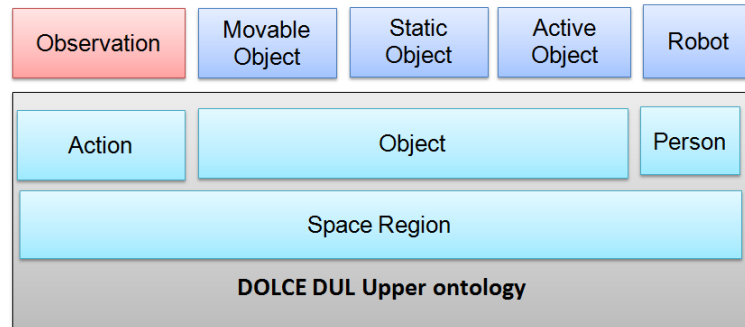 Observation
Movable
Object
Static
Object
Active
Object
Robot
Action
Object
Person
Space Region
DOLCE DUL Upper ontology